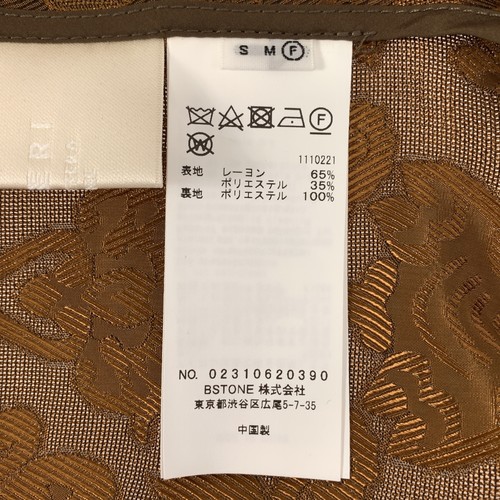 S M F
F
W
1110221
表地 レーヨン 65%
ポリエステル 35%
裏地 ポリエステル 100%
NO. 02310620390
BSTONE 株式会社
東京都渋谷区広尾5-7-35
中国製
ERI